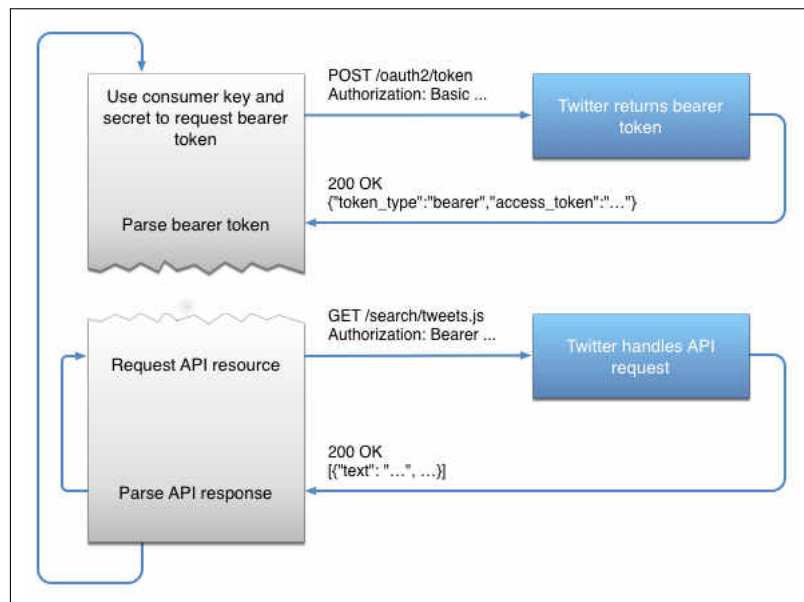 POST /oauth2/token
Authorization: Basic ...
Use consumer key and
secret to request bearer
token
Twitter returns bearer
token
200 OK
{"token_type":"bearer","access_token":"…"}
Parse bearer token
GET /search/tweets.js
Authorization: Bearer ...
Request API resource
Twitter handles API
request
200 OK
[{"text": "…", …}]
Parse API response